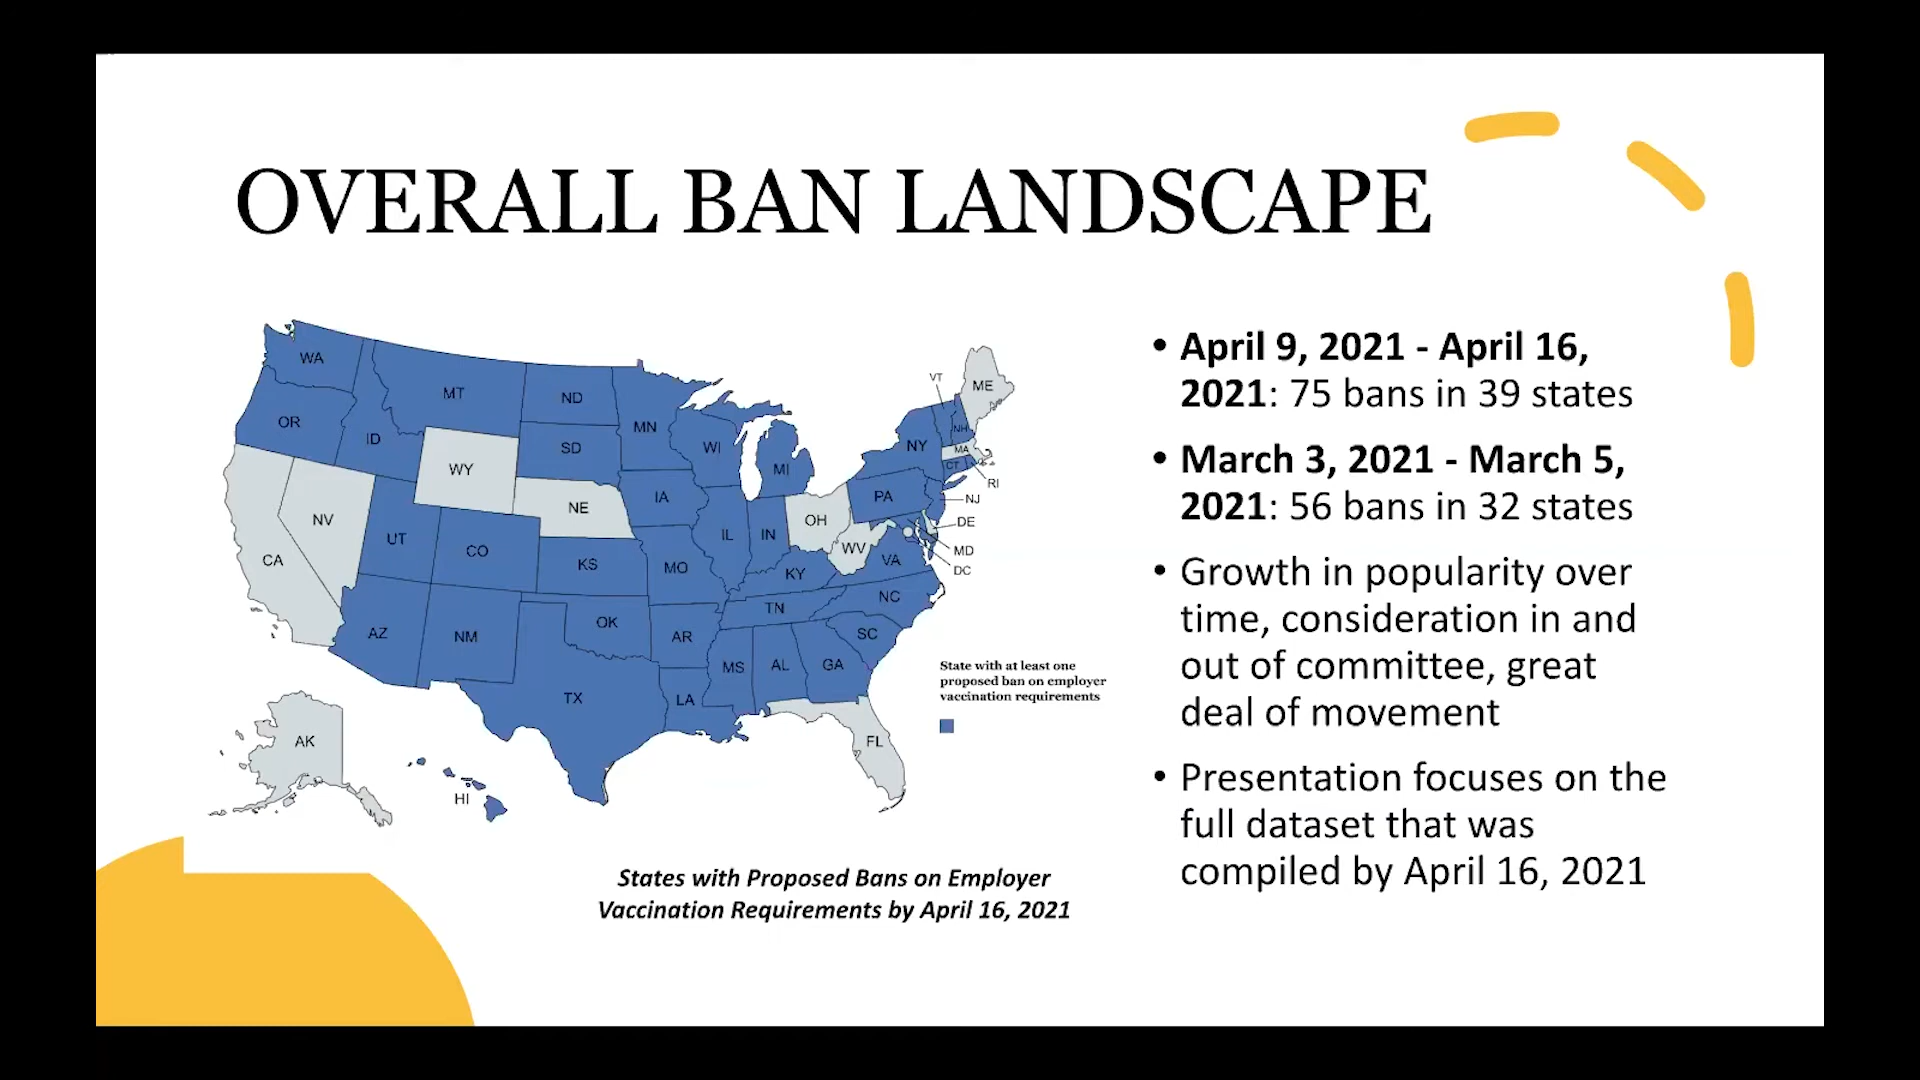 OVERALL BAN LANDSCAPE
WA
MT
ND
MN
OR
ID
SD
WI
MI
WY
IA
NE
NV
UT
CO
CA
KS
MO
IL
IN
OH
WV
KY
VA
PA
NY
VT
NH
ME
MA
CT
RI
NJ
DE
MD
DC
NC
TN
SC
AZ
NM
OK
AR
MS
AL
GA
TX
LA
FL
AK
HI
State with at least one
proposed ban on employer
vaccination requirements
States with Proposed Bans on Employer
Vaccination Requirements by April 16, 2021
• April 9, 2021 - April 16,
2021: 75 bans in 39 states
• March 3, 2021 - March 5,
2021: 56 bans in 32 states
• Growth in popularity over
time, consideration in and
out of committee, great
deal of movement
• Presentation focuses on the
full dataset that was
compiled by April 16, 2021